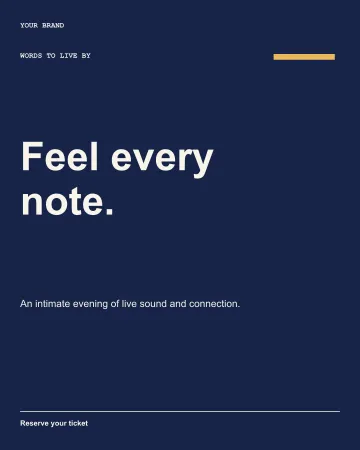 YOUR BRAND
WORDS TO LIVE BY
Feel every
note.
An intimate evening of live sound and connection.
Reserve your ticket